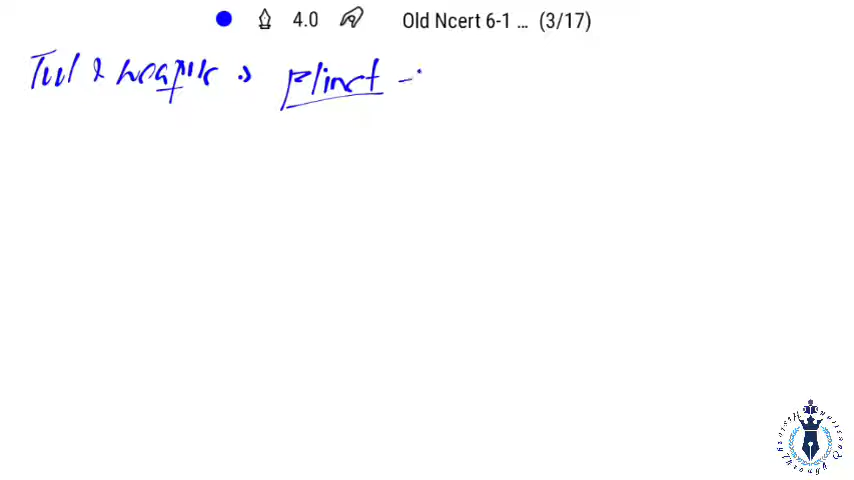 4.0 Old Ncert 6-1 ... (3/17)
Tool & weapons → Flint -